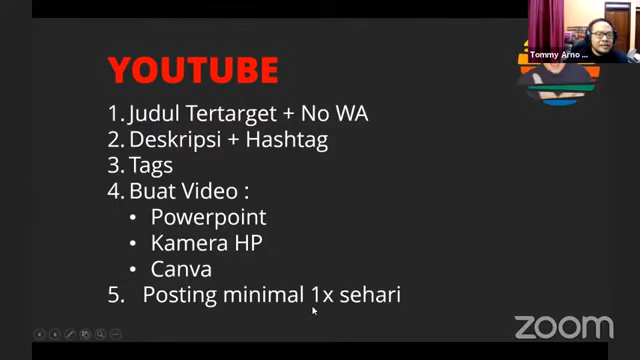 Tommy Arno ...
YOUTUBE
1. Judul Tertarget + No WA
2. Deskripsi + Hashtag
3. Tags
4. Buat Video :
• Powerpoint
• Kamera HP
• Canva
5. Posting minimal 1x sehari
zoom